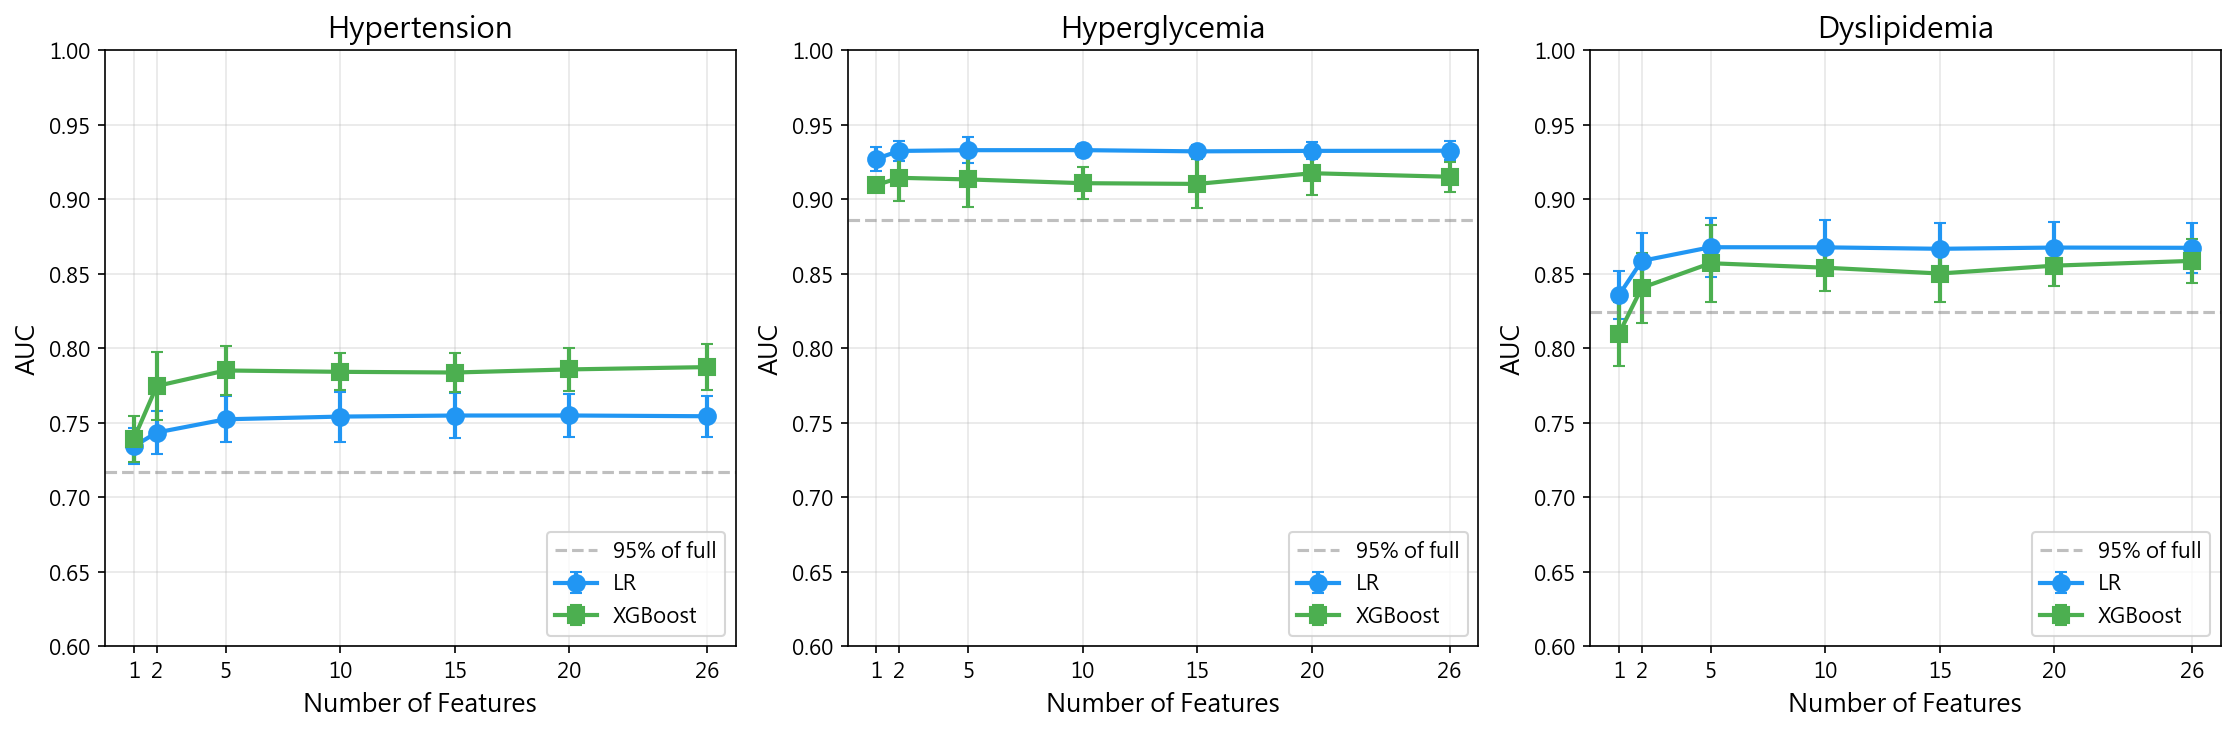 Hypertension
1.00
0.95
0.90
0.85
0.80
0.75
0.70
0.65
0.60
AUC
1 2 5 10 15 20 26
Number of Features
95% of full
LR
XGBoost
Hyperglycemia
1.00
0.95
0.90
0.85
0.80
0.75
0.70
0.65
0.60
AUC
1 2 5 10 15 20 26
Number of Features
95% of full
LR
XGBoost
Dyslipidemia
1.00
0.95
0.90
0.85
0.80
0.75
0.70
0.65
0.60
AUC
1 2 5 10 15 20 26
Number of Features
95% of full
LR
XGBoost